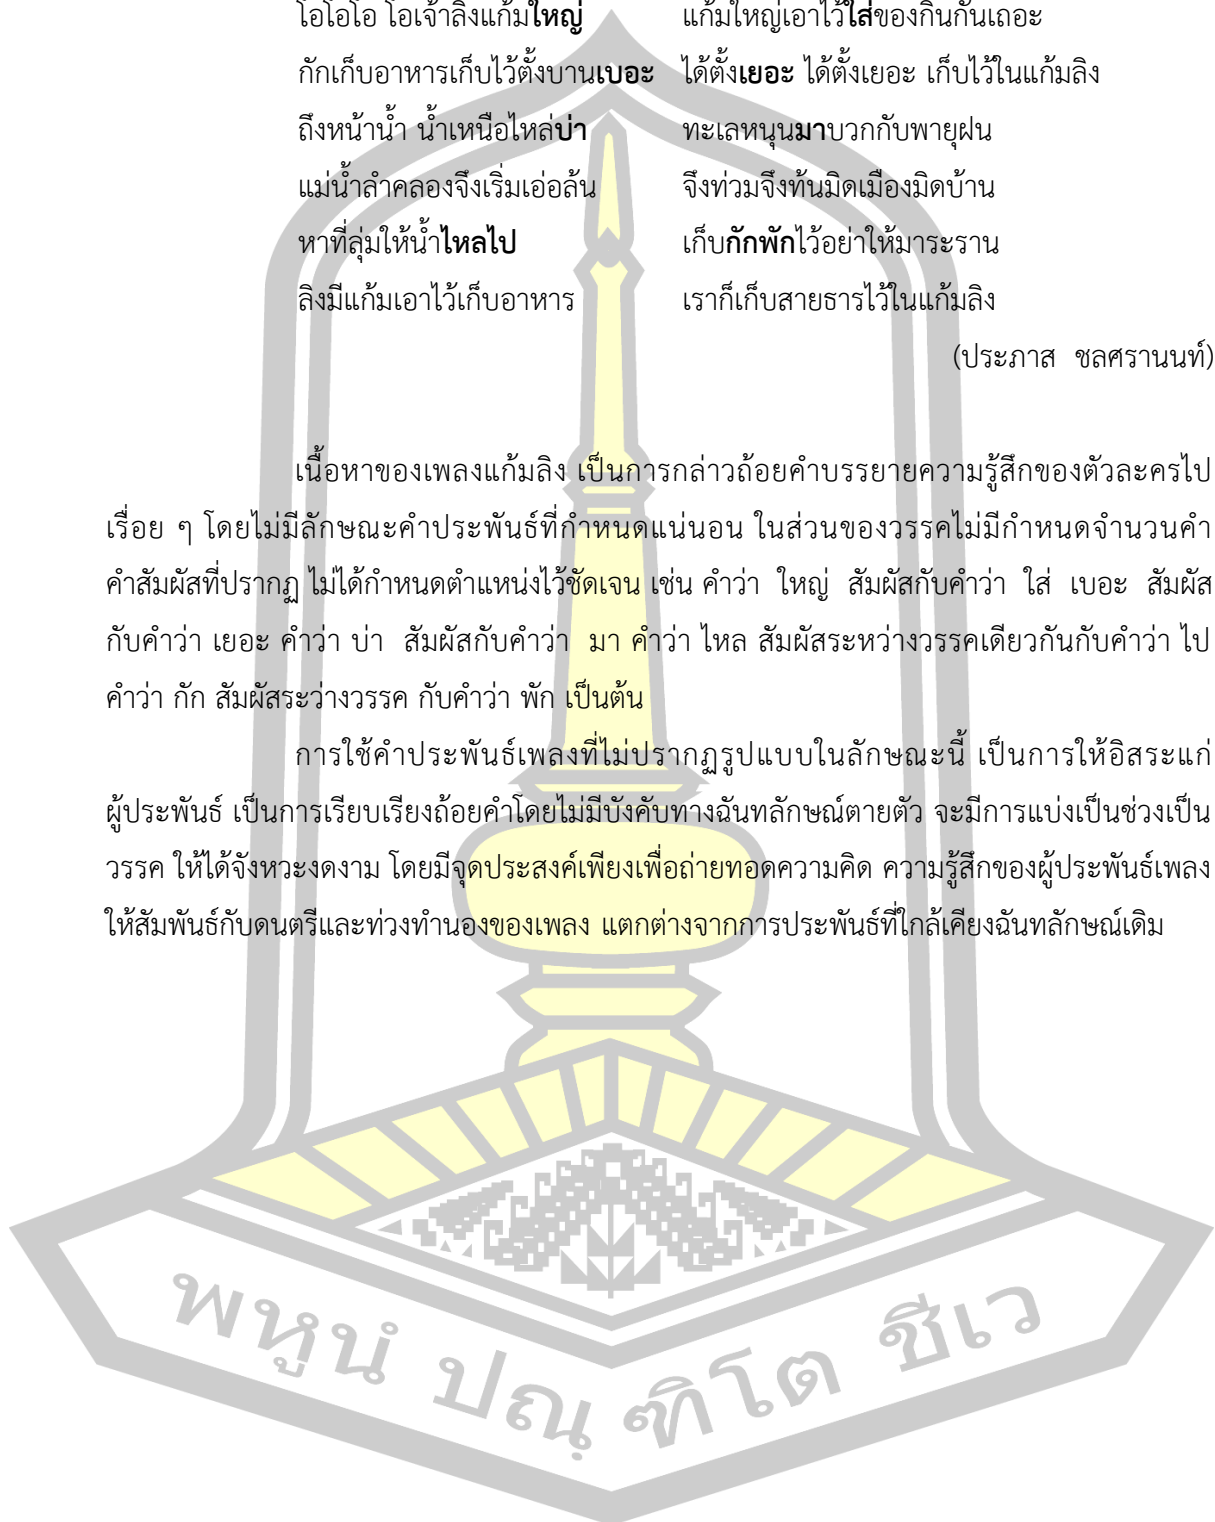 โอโอโอ โอเจ้าลิงแก้มใหญ่ แก้มใหญ่เอาไว้ใส่ของกินกันเถอะ
กักเก็บอาหารเก็บไว้ตั้งบานเบอะ ได้ตั้งเยอะ ได้ตั้งเยอะ เก็บไว้ในแก้มลิง
ถึงหน้าน้ำ น้ำเหนือไหล่บ่า ทะเลหนุนมาบวกกับพายุฝน
แม่น้ำลำคลองจึงเริ่มเอ่อล้น จึงท่วมจึงท้นมิดเมืองมิดบ้าน
หาที่ลุ่มให้น้ำไหลไป เก็บกักพักไว้อย่าให้มาระราน
ลิงมีแก้มเอาไว้เก็บอาหาร เราก็เก็บสายธารไว้ในแก้มลิง
(ประภาส ชลศรานนท์)
เนื้อหาของเพลงแก้มลิง เป็นการกล่าวถ้อยคำบรรยายความรู้สึกของตัวละครไป
เรื่อย ๆ โดยไม่มีลักษณะคำประพันธ์ที่กำหนดแน่นอน ในส่วนของวรรคไม่มีกำหนดจำนวนคำ
คำสัมผัสที่ปรากฏ ไม่ได้กำหนดตำแหน่งไว้ชัดเจน เช่น คำว่า ใหญ่ สัมผัสกับคำว่า ใส่ เบอะ สัมผัส
กับคำว่า เยอะ คำว่า บ่า สัมผัสกับคำว่า มา คำว่า ไหล สัมผัสระหว่างวรรคเดียวกันกับคำว่า ไป
คำว่า กัก สัมผัสระว่างวรรค กับคำว่า พัก เป็นต้น
การใช้คำประพันธ์เพลงที่ไม่ปรากฏรูปแบบในลักษณะนี้ เป็นการให้อิสระแก่
ผู้ประพันธ์ เป็นการเรียบเรียงถ้อยคำโดยไม่มีบังคับทางฉันทลักษณ์ตายตัว จะมีการแบ่งเป็นช่วงเป็น
วรรค ให้ได้จังหวะงดงาม โดยมีจุดประสงค์เพียงเพื่อถ่ายทอดความคิด ความรู้สึกของผู้ประพันธ์เพลง
ให้สัมพันธ์กับดนตรีและท่วงทำนองของเพลง แตกต่างจากการประพันธ์ที่ใกล้เคียงฉันทลักษณ์เดิม
พหูนํ ปณฺฑิโต ชีเว